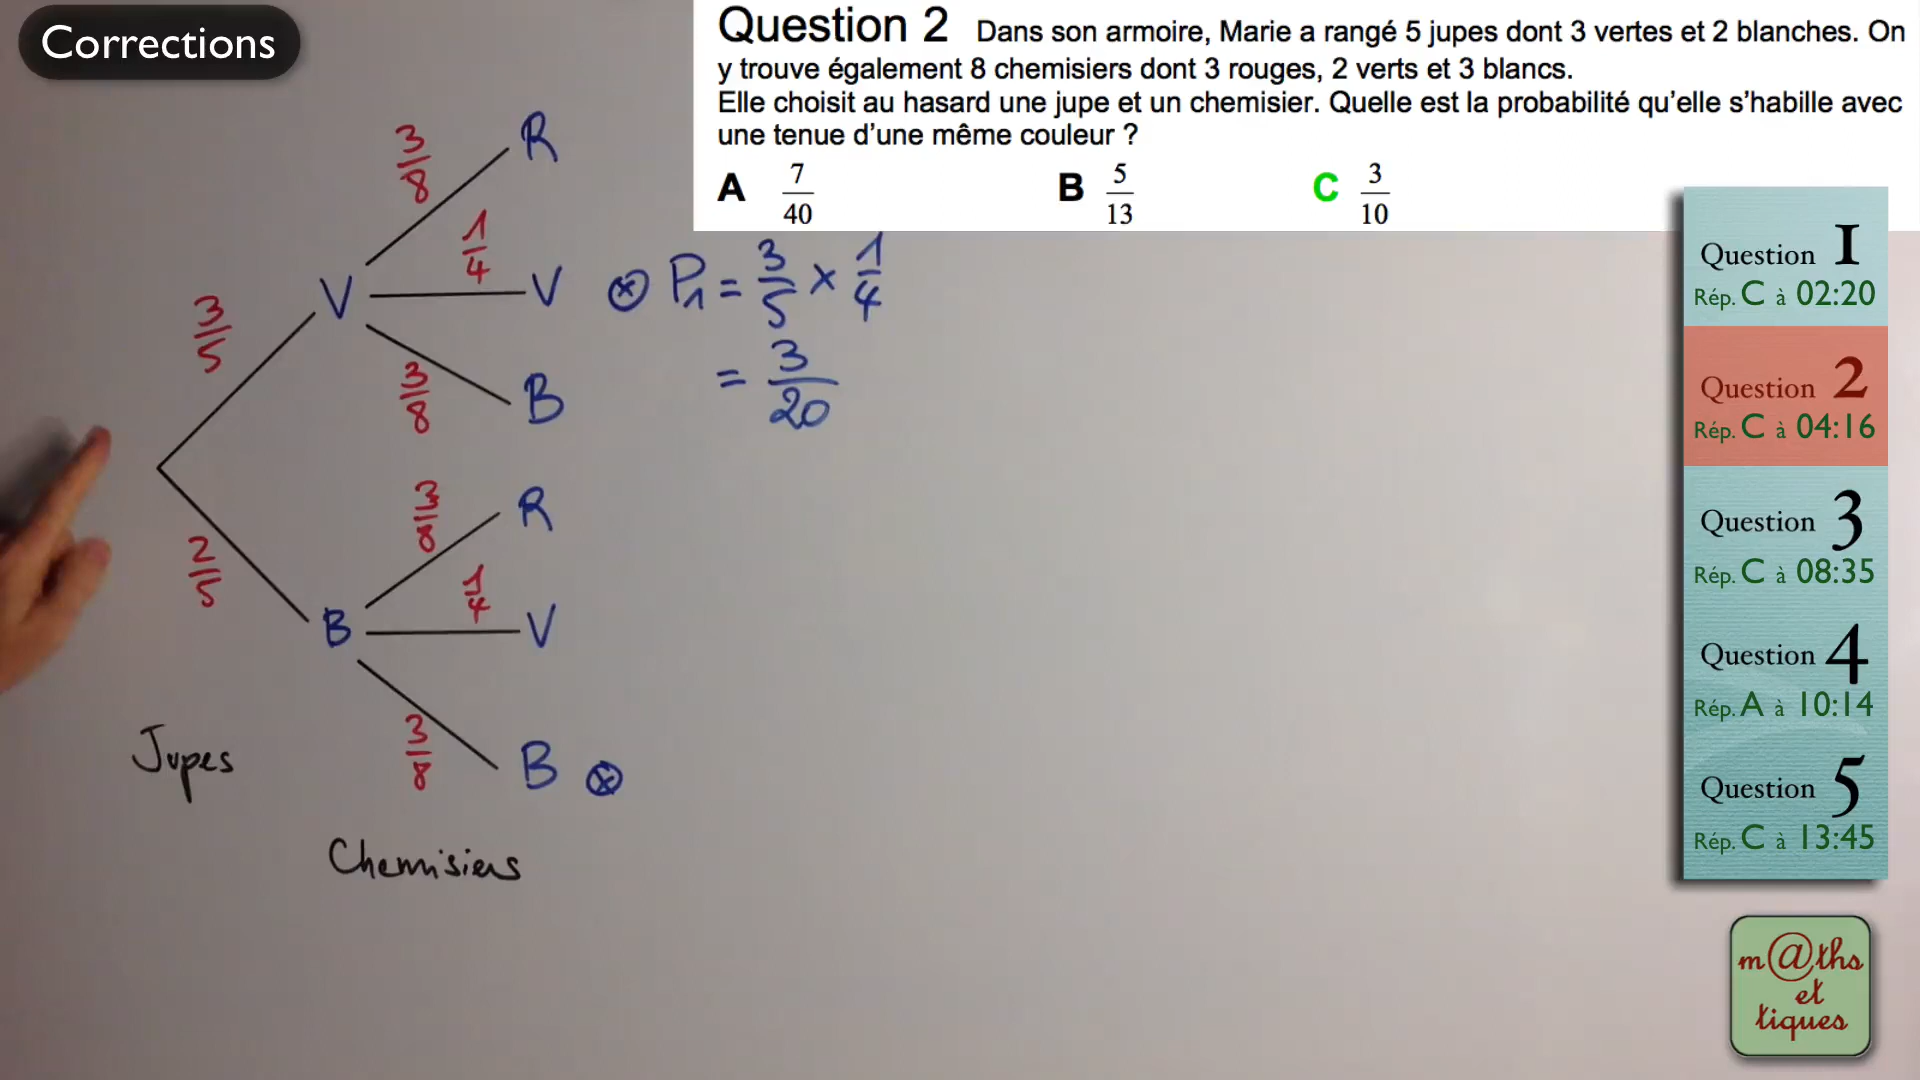 Corrections
Question 2 Dans son armoire, Marie a rangé 5 jupes dont 3 vertes et 2 blanches. On
y trouve également 8 chemisiers dont 3 rouges, 2 verts et 3 blancs.
Elle choisit au hasard une jupe et un chemisier. Quelle est la probabilité qu’elle s’habille avec
une tenue d’une même couleur ?
A 7/40 B 5/13 C 3/10
3/8 R
1/4
V V ⊗ P₁ = 3/5 × 1/4
3/5
= 3/20
3/8 B
3/8 R
2/5 1/4
B V
3/8 B ⊗
Jupes
Chemisiers
Question 1
Rép. C à 02:20
Question 2
Rép. C à 04:16
Question 3
Rép. C à 08:35
Question 4
Rép. A à 10:14
Question 5
Rép. C à 13:45
m@ths
et
tiques